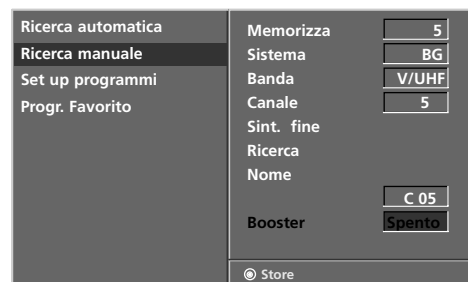 Ricerca automatica
Ricerca manuale
Set up programmi
Progr. Favorito
Memorizza 5
Sistema BG
Banda V/UHF
Canale 5
Sint. fine
Ricerca
Nome
C 05
Booster Spento
Store